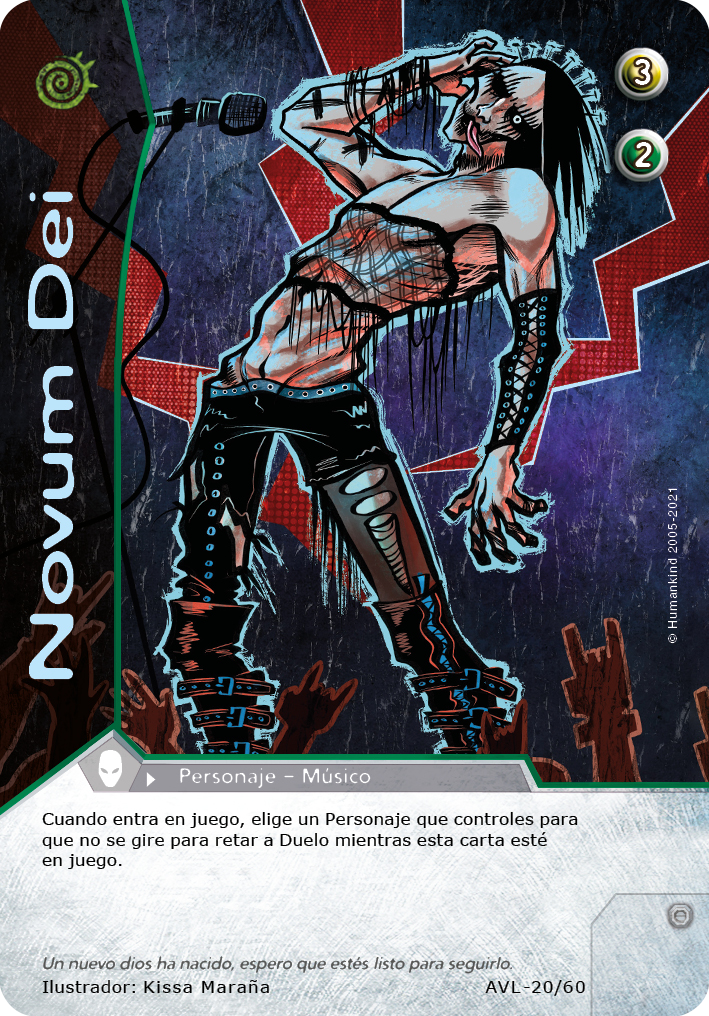 3
2
Novum Dei
© Humankind 2005-2021
Personaje – Músico
Cuando entra en juego, elige un Personaje que controles para
que no se gire para retar a Duelo mientras esta carta esté
en juego.
Un nuevo dios ha nacido, espero que estés listo para seguirlo.
Ilustrador: Kissa Maraña
AVL-20/60